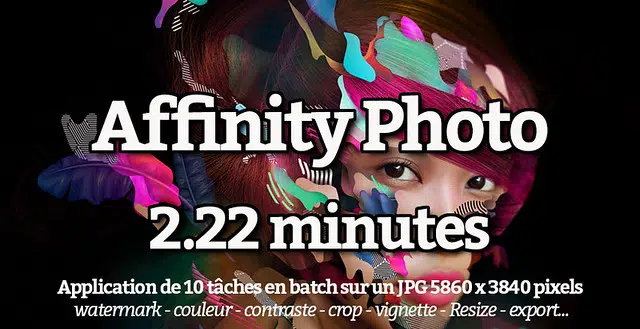 Affinity Photo
2.22 minutes
Application de 10 tâches en batch sur un JPG 5860 x 3840 pixels
watermark - couleur - contraste - crop - vignette - Resize - export...